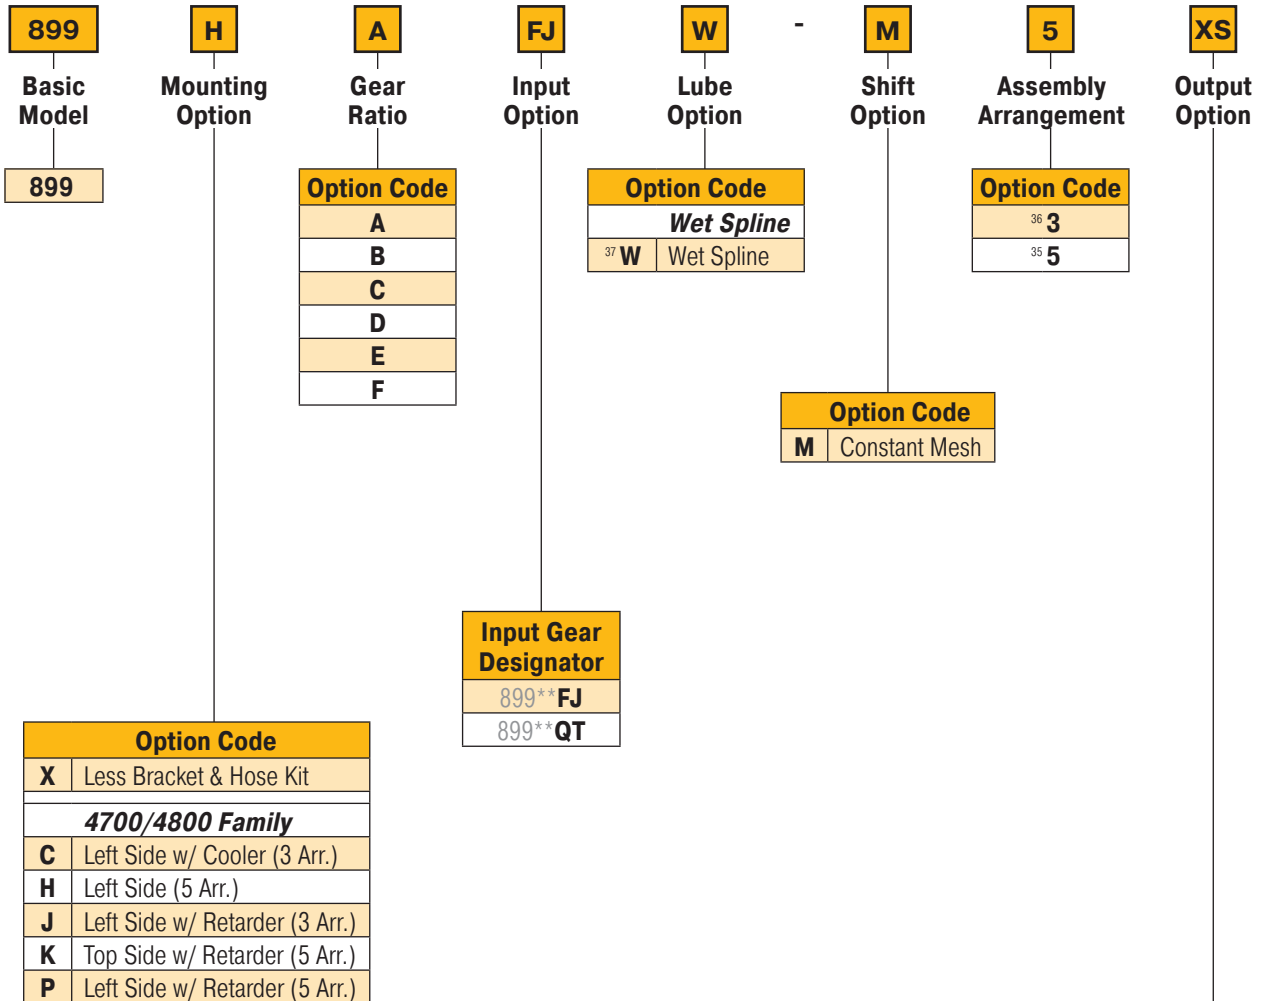 899 H A FJ W - M 5 XS
Basic Model
Mounting Option
Gear Ratio
Input Option
Lube Option
Shift Option
Assembly Arrangement
Output Option
899
Option Code
A
B
C
D
E
F
Option Code
Wet Spline
37 W Wet Spline
Option Code
36 3
35 5
Option Code
M Constant Mesh
Input Gear
Designator
899**FJ
899**QT
Option Code
X Less Bracket & Hose Kit
4700/4800 Family
C Left Side w/ Cooler (3 Arr.)
H Left Side (5 Arr.)
J Left Side w/ Retarder (3 Arr.)
K Top Side w/ Retarder (5 Arr.)
P Left Side w/ Retarder (5 Arr.)